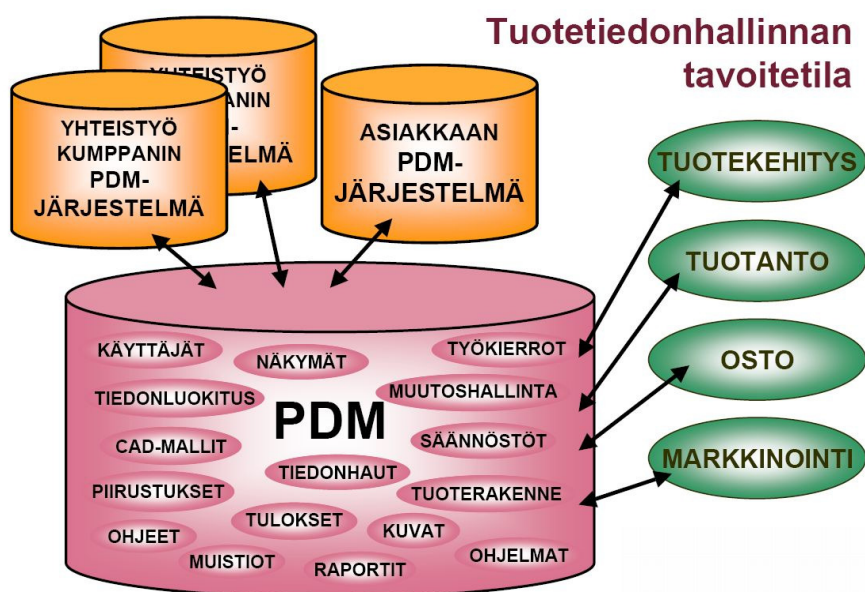 Tuotetiedonhallinnan
tavoitetila
YHTEISTYÖ
KUMPPANIN
PDM-
JÄRJESTELMÄ
ASIAKKAAN
PDM-
JÄRJESTELMÄ
TUOTEKEHITYS
TUOTANTO
OSTO
MARKKINOINTI
KÄYTTÄJÄT
NÄKYMÄT
TYÖKIERROT
TIEDONLUOKITUS
MUUTOSHALLINTA
PDM
CAD-MALLIT
SÄÄNNÖSTÖT
TIEDONHAUT
PIIRUSTUKSET
TUOTERAKENNE
TULOKSET
KUVAT
OHJEET
MUISTIOT
RAPORTIT
OHJELMAT